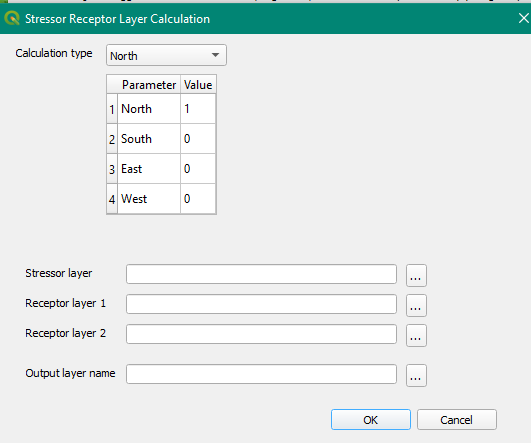 Stressor Receptor Layer Calculation
Calculation type North
Parameter Value
1 North 1
2 South 0
3 East 0
4 West 0
Stressor layer ...
Receptor layer 1 ...
Receptor layer 2 ...
Output layer name ...
OK Cancel